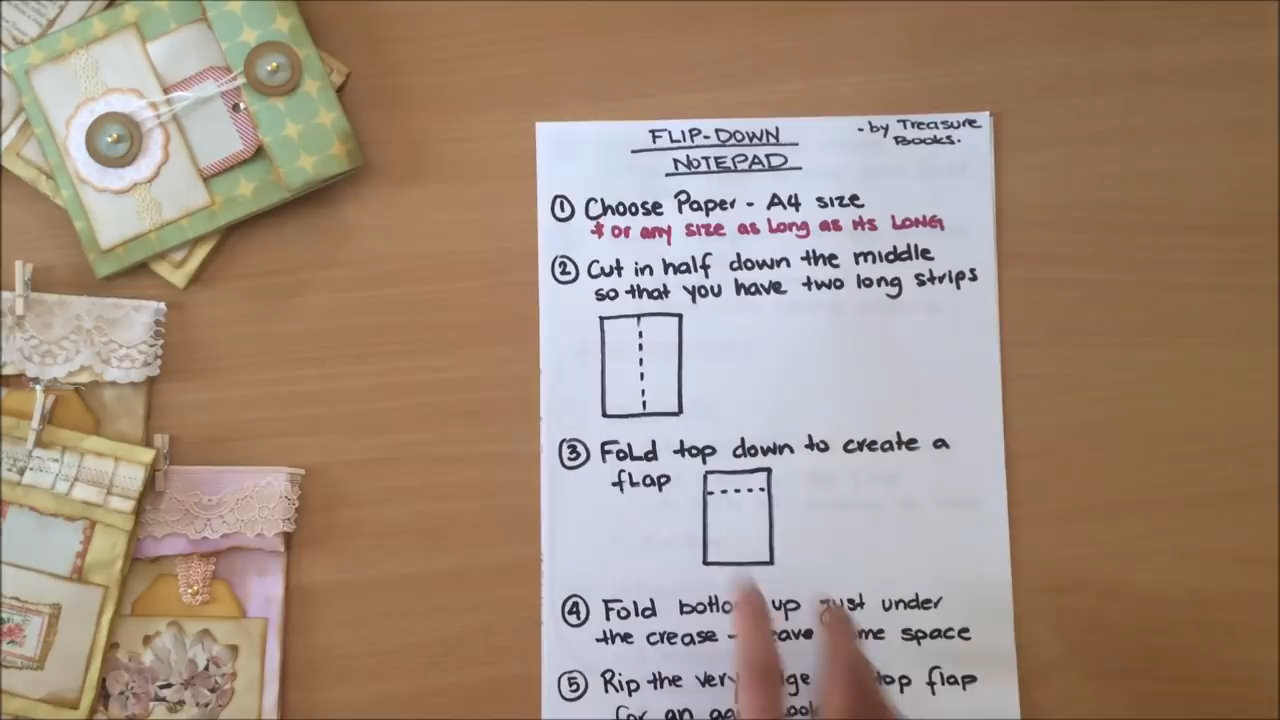 FLIP-DOWN
NOTEPAD
- by Treasure
Books.
① Choose Paper - A4 size
* or any size as long as its LONG
② Cut in half down the middle
so that you have two long strips
③ Fold top down to create a
flap
④ Fold up just under
the crease - space
⑤ Rip the very top flap
for an